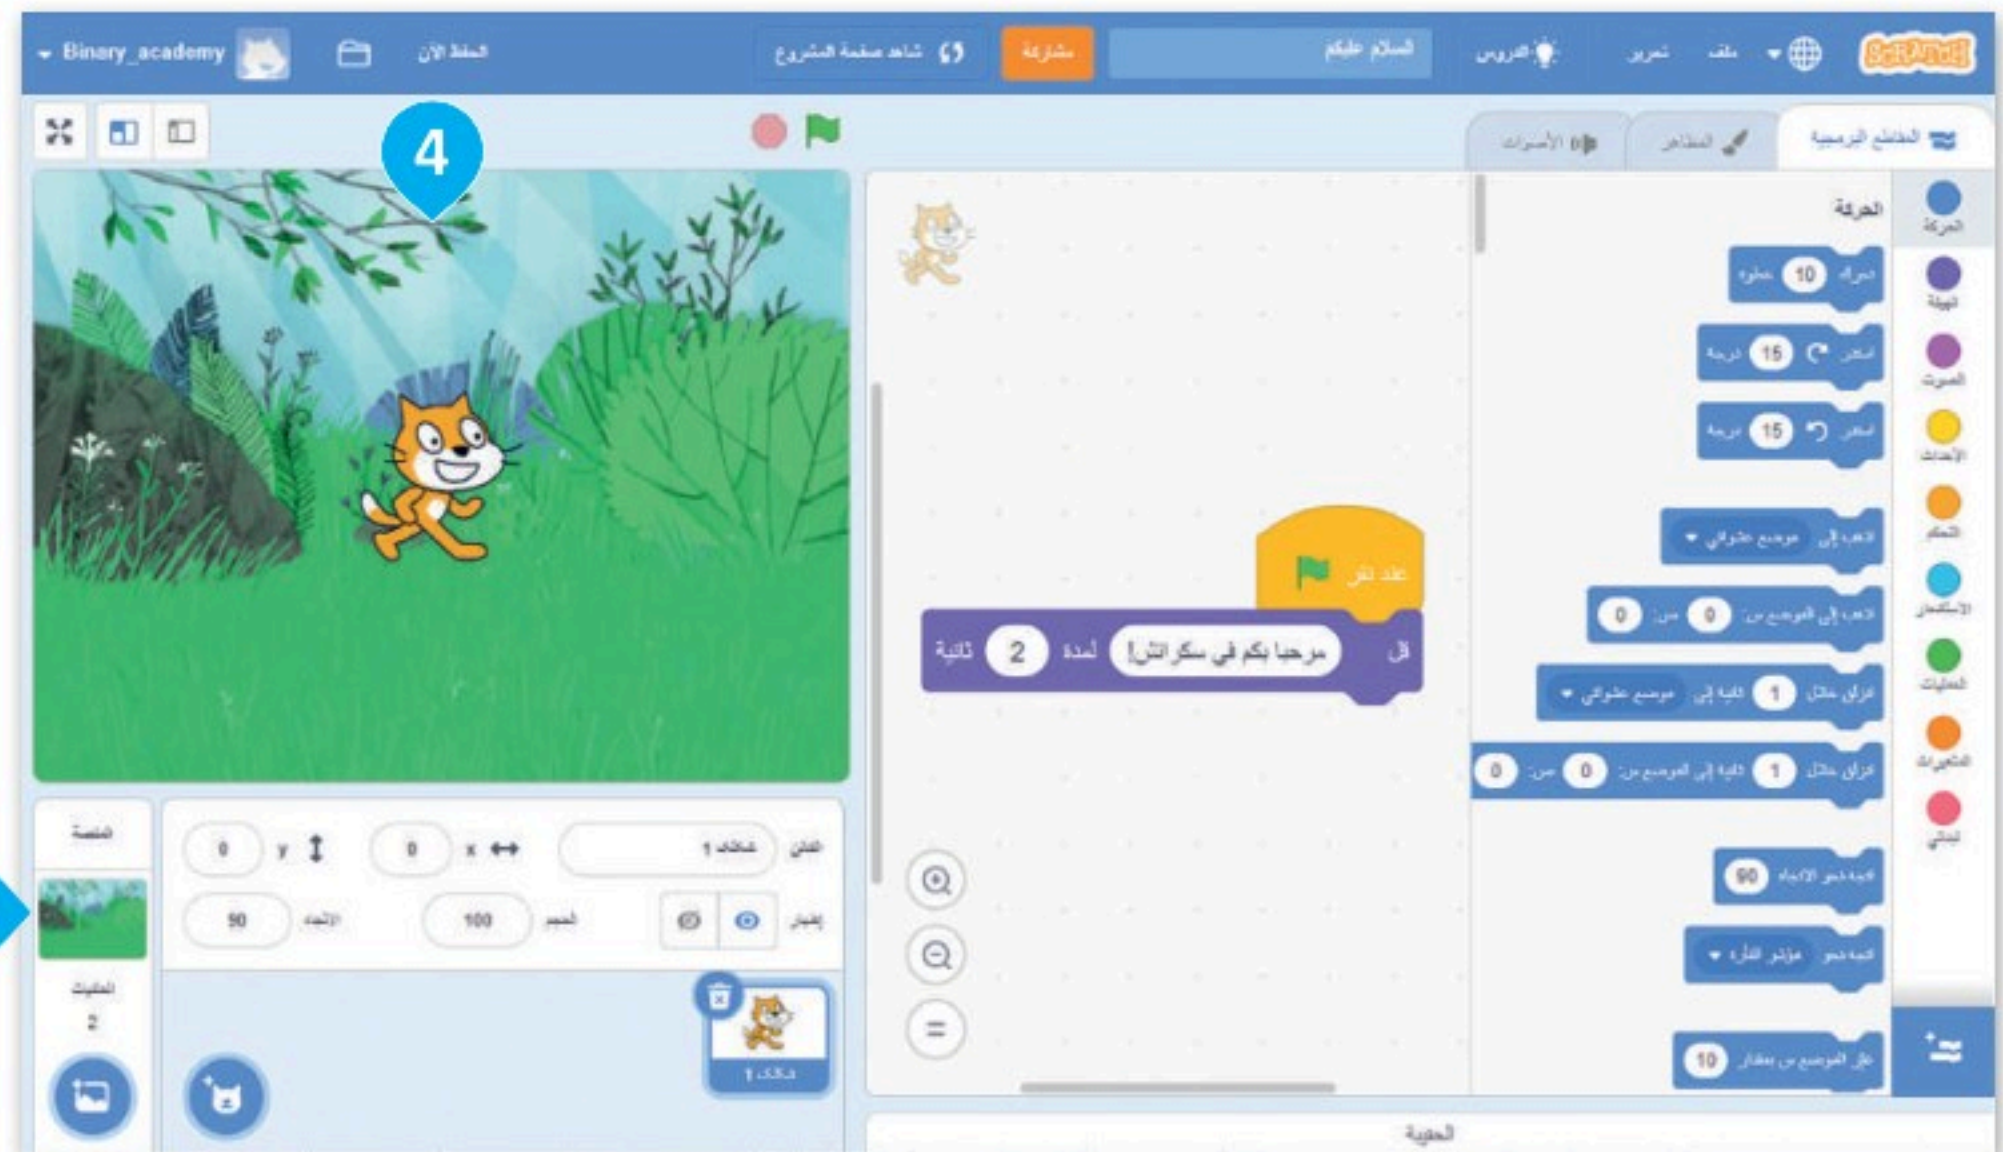 SCRATCH
ملف
تحرير
الدروس
السلام عليكم
مشاركة
شاهد صفحة المشروع
الحفظ الآن
Binary_academy
المقاطع البرمجية
المظاهر
الأصوات
4
الحركة
الهيئة
الصوت
الأحداث
التحكم
الاستشعار
العمليات
المتغيرات
لبناتي
الحركة
تحرك 10 خطوة
استدر 15 درجة
استدر 15 درجة
اذهب إلى موضع عشوائي
اذهب إلى الموضع س: 0 ص: 0
انزلق خلال 1 ثانية إلى موضع عشوائي
انزلق خلال 1 ثانية إلى الموضع س: 0 ص: 0
اتجه نحو الاتجاه 90
اتجه نحو مؤشر الفأرة
غيّر الموضع س بمقدار 10
عند نقر
قل مرحبا بكم في سكراتش! لمدة 2 ثانية
الكائن
x 0
y 0
إظهار
الحجم 100
الاتجاه 90
المنصة
الخلفيات
2
الحقيبة